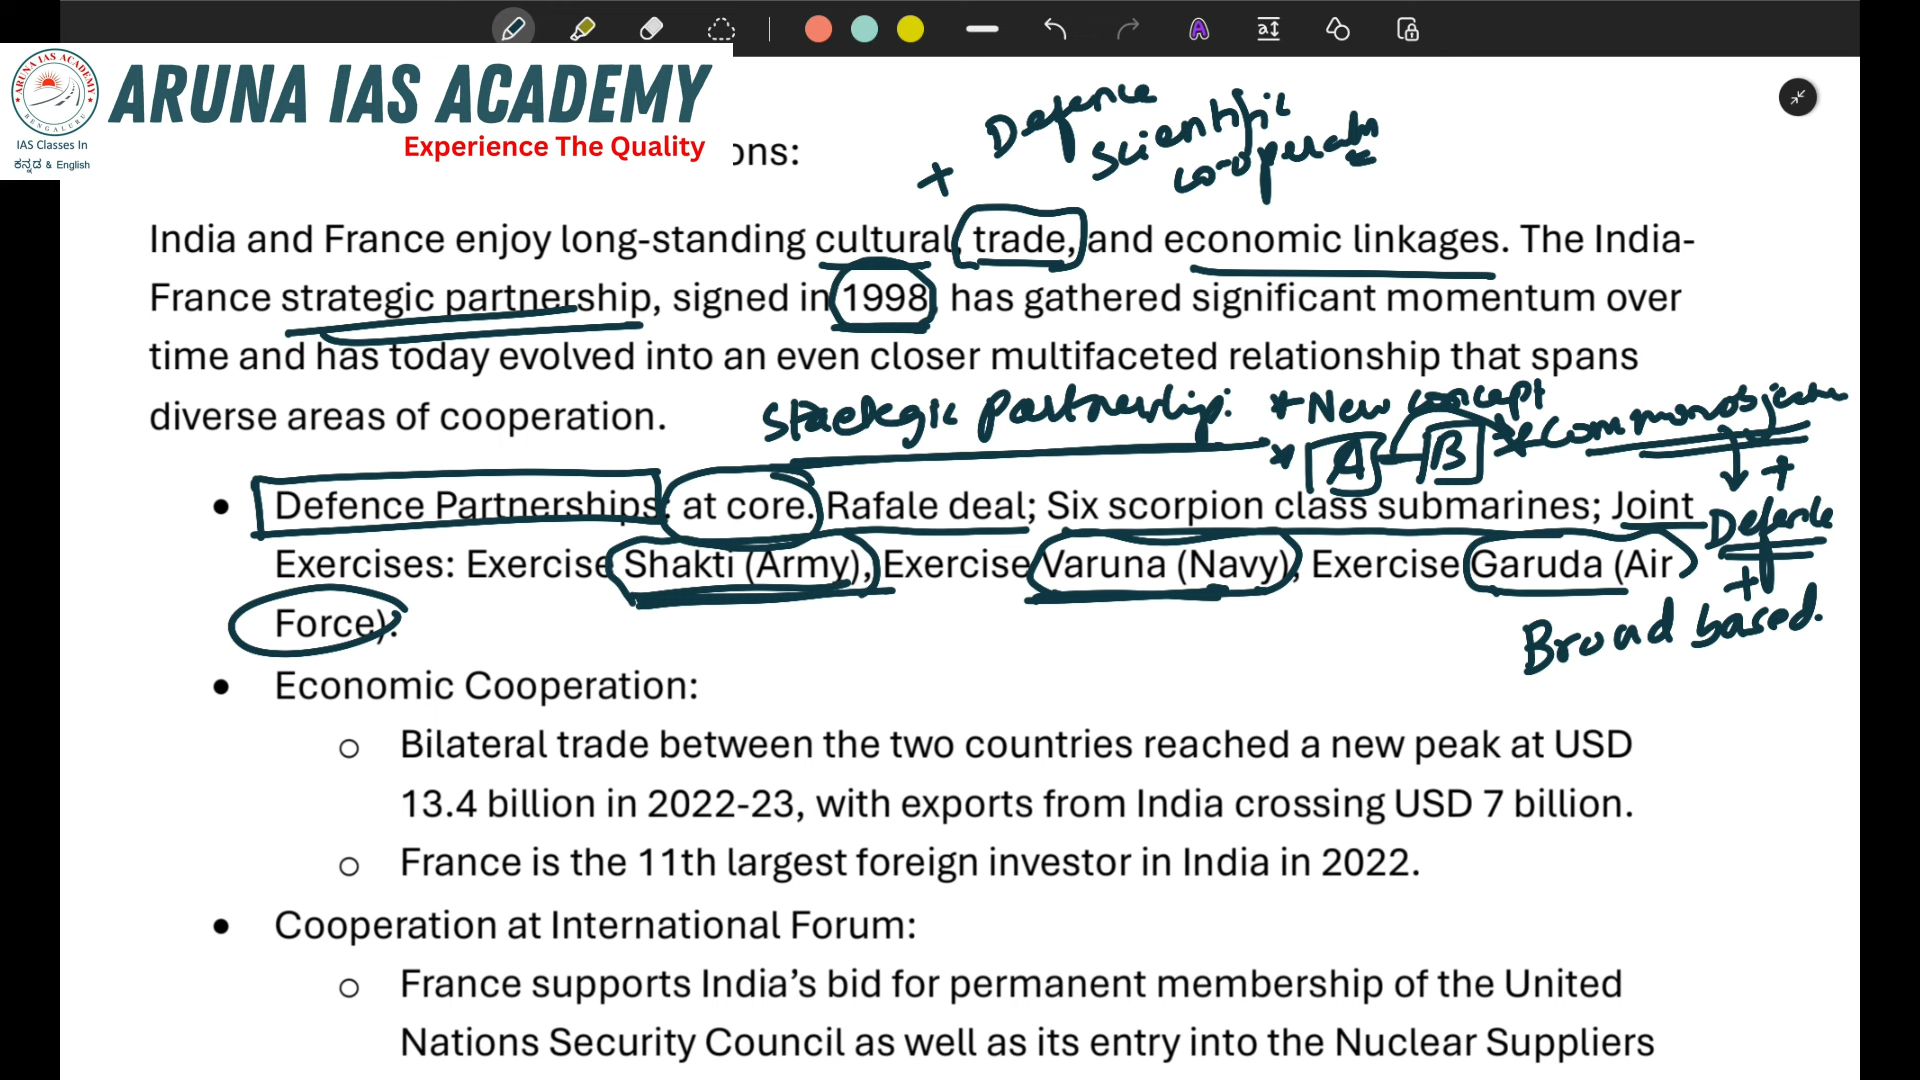 ARUNA IAS ACADEMY
Experience The Quality
ARUNA IAS ACADEMY
BENGALURU
IAS Classes In
ಕನ್ನಡ & English
ons:
+ Defence
Scientific
co-operatn
India and France enjoy long-standing cultural, trade, and economic linkages. The India-
France strategic partnership, signed in 1998, has gathered significant momentum over
time and has today evolved into an even closer multifaceted relationship that spans
diverse areas of cooperation.
Partnership: * New concept
* A B * Common
+
Defence
+
Broad based.
• Defence Partnerships: at core. Rafale deal; Six scorpion class submarines; Joint
Exercises: Exercise Shakti (Army), Exercise Varuna (Navy), Exercise Garuda (Air
Force).
• Economic Cooperation:
o Bilateral trade between the two countries reached a new peak at USD
13.4 billion in 2022-23, with exports from India crossing USD 7 billion.
o France is the 11th largest foreign investor in India in 2022.
• Cooperation at International Forum:
o France supports India’s bid for permanent membership of the United
Nations Security Council as well as its entry into the Nuclear Suppliers